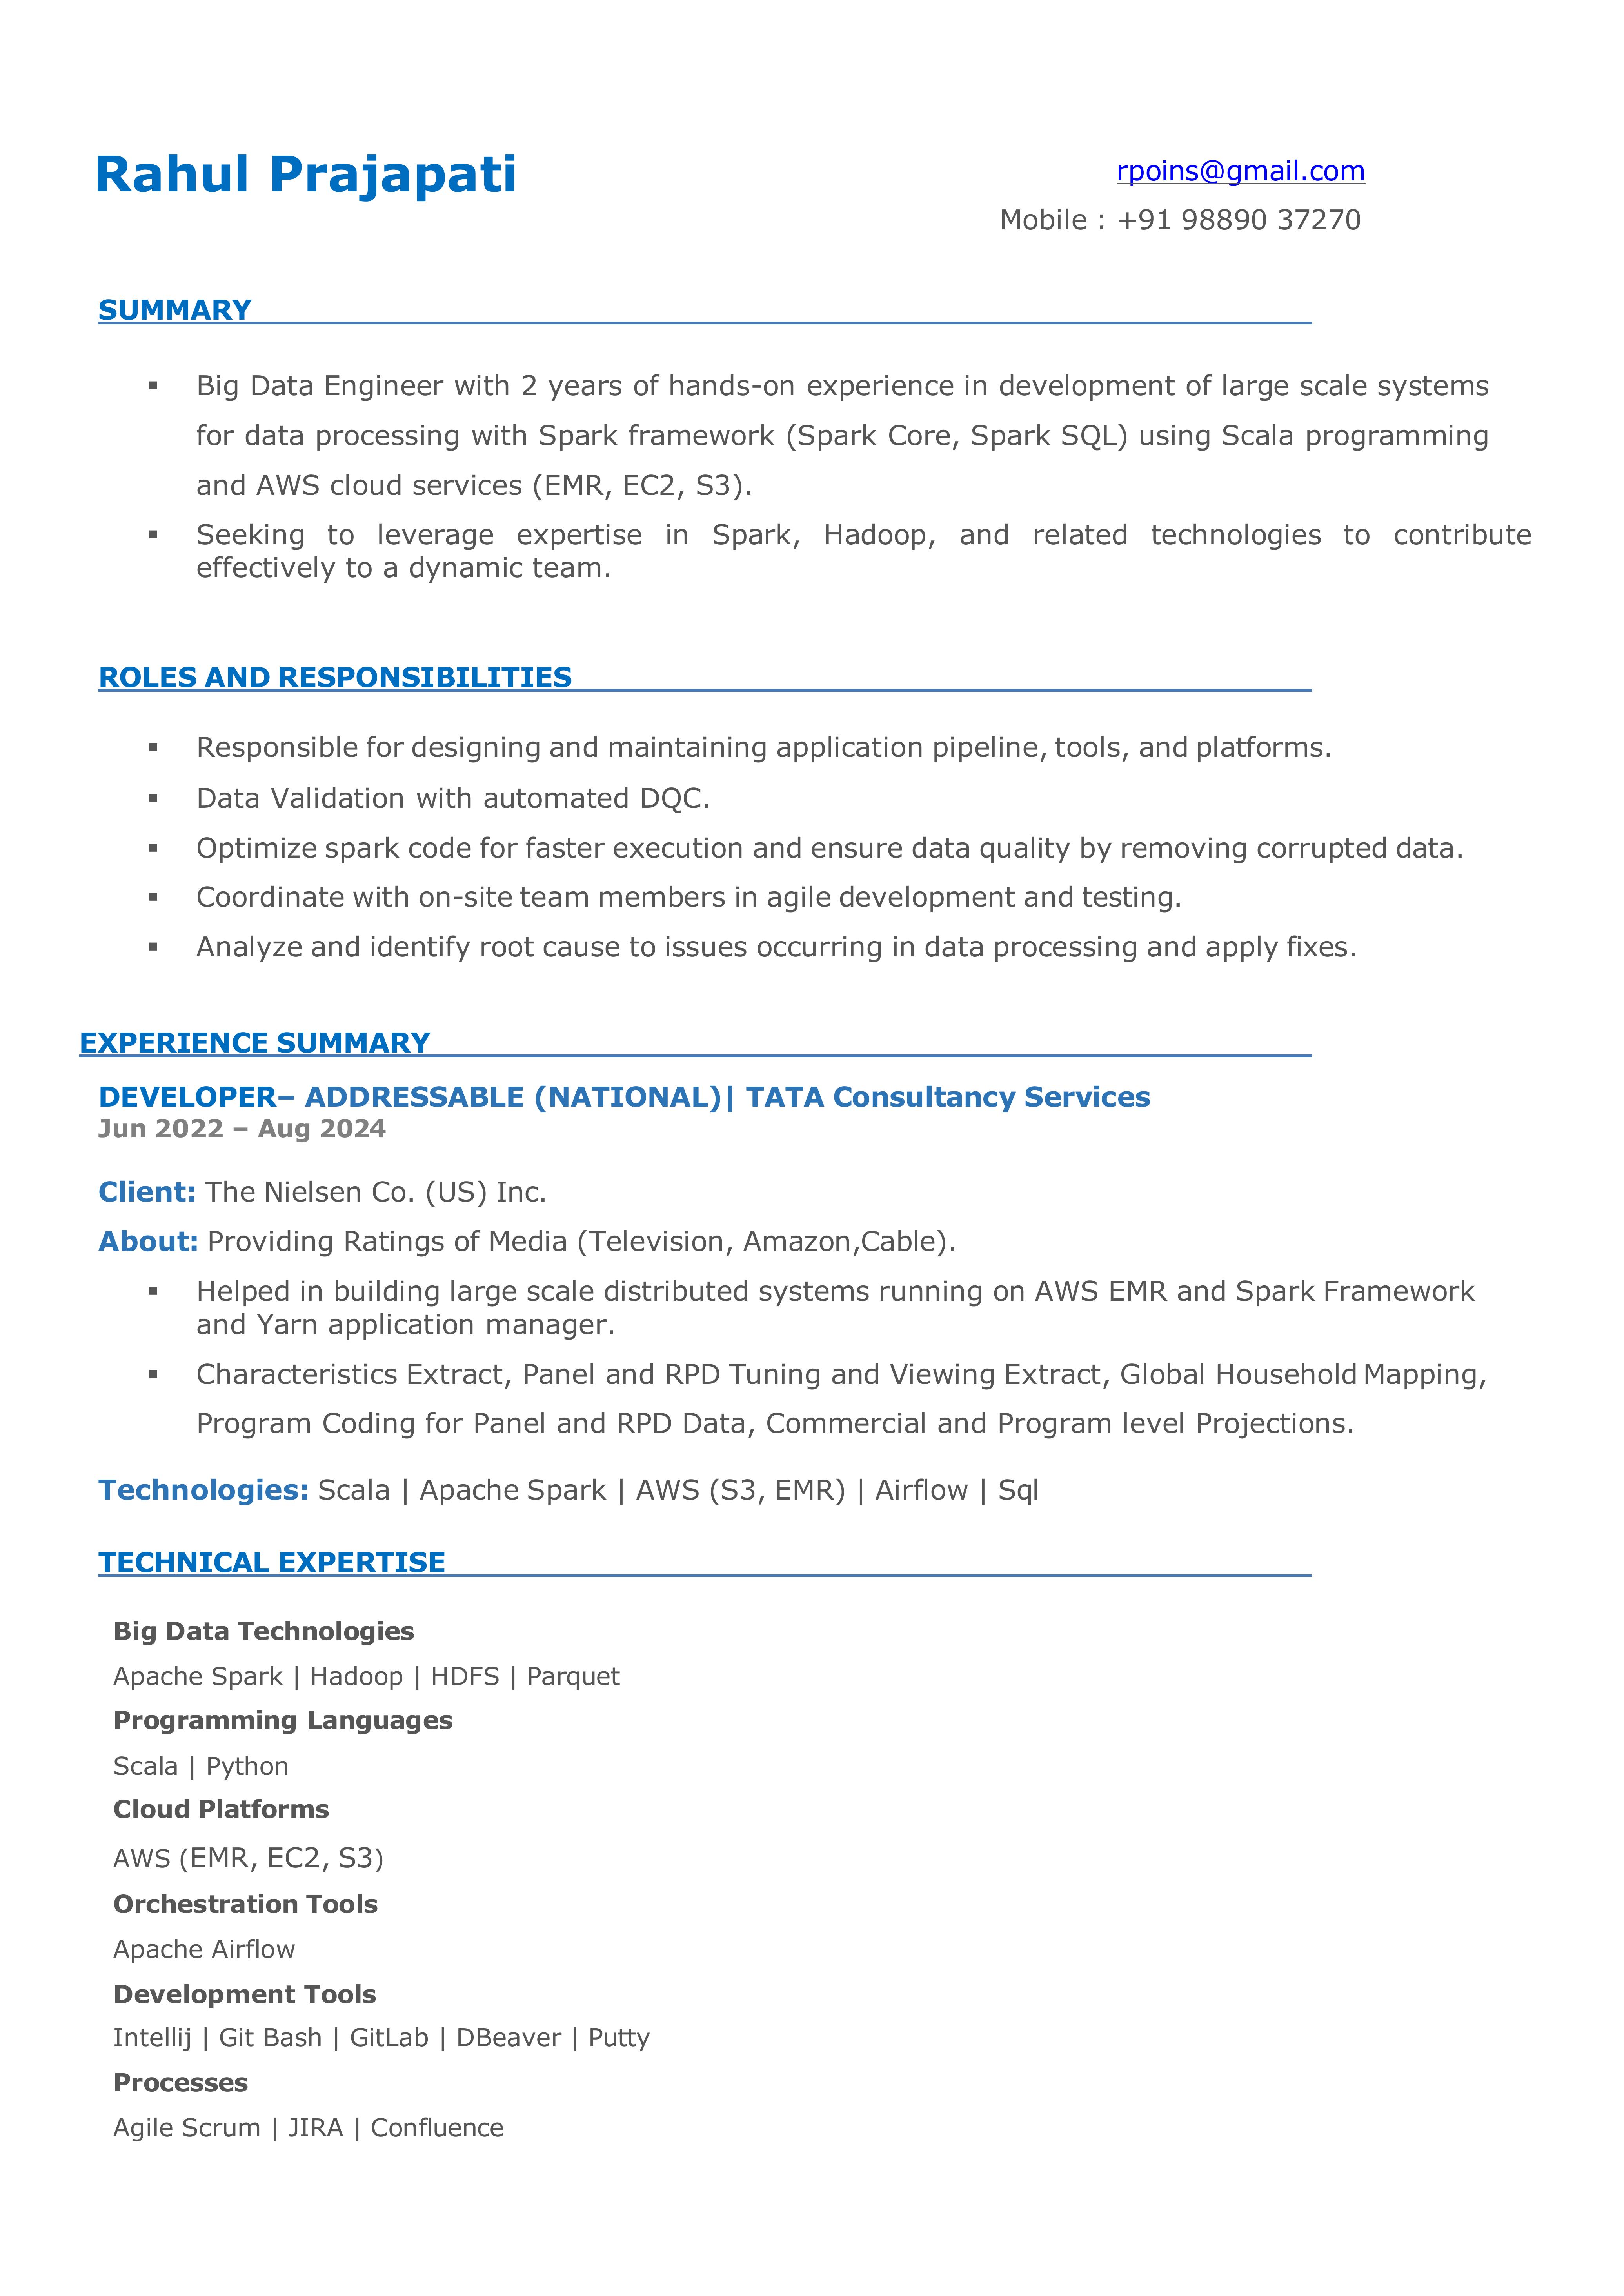 Rahul Prajapati
rpoins@gmail.com
Mobile : +91 98890 37270
SUMMARY
▪ Big Data Engineer with 2 years of hands-on experience in development of large scale systems
for data processing with Spark framework (Spark Core, Spark SQL) using Scala programming
and AWS cloud services (EMR, EC2, S3).
▪ Seeking to leverage expertise in Spark, Hadoop, and related technologies to contribute
effectively to a dynamic team.
ROLES AND RESPONSIBILITIES
▪ Responsible for designing and maintaining application pipeline, tools, and platforms.
▪ Data Validation with automated DQC.
▪ Optimize spark code for faster execution and ensure data quality by removing corrupted data.
▪ Coordinate with on-site team members in agile development and testing.
▪ Analyze and identify root cause to issues occurring in data processing and apply fixes.
EXPERIENCE SUMMARY
DEVELOPER– ADDRESSABLE (NATIONAL)| TATA Consultancy Services
Jun 2022 – Aug 2024
Client: The Nielsen Co. (US) Inc.
About: Providing Ratings of Media (Television, Amazon,Cable).
▪ Helped in building large scale distributed systems running on AWS EMR and Spark Framework
and Yarn application manager.
▪ Characteristics Extract, Panel and RPD Tuning and Viewing Extract, Global Household Mapping,
Program Coding for Panel and RPD Data, Commercial and Program level Projections.
Technologies: Scala | Apache Spark | AWS (S3, EMR) | Airflow | Sql
TECHNICAL EXPERTISE
Big Data Technologies
Apache Spark | Hadoop | HDFS | Parquet
Programming Languages
Scala | Python
Cloud Platforms
AWS (EMR, EC2, S3)
Orchestration Tools
Apache Airflow
Development Tools
Intellij | Git Bash | GitLab | DBeaver | Putty
Processes
Agile Scrum | JIRA | Confluence